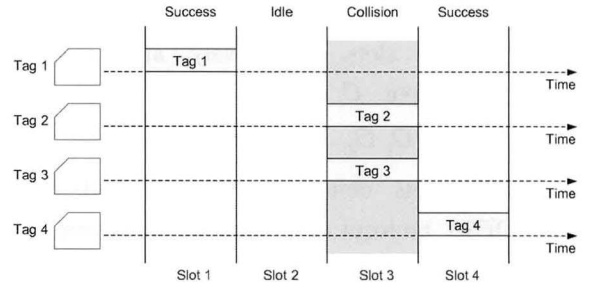 Success Idle Collision Success
Tag 1 Tag 1
Time
Tag 2 Tag 2
Time
Tag 3 Tag 3
Time
Tag 4 Tag 4
Time
Slot 1 Slot 2 Slot 3 Slot 4